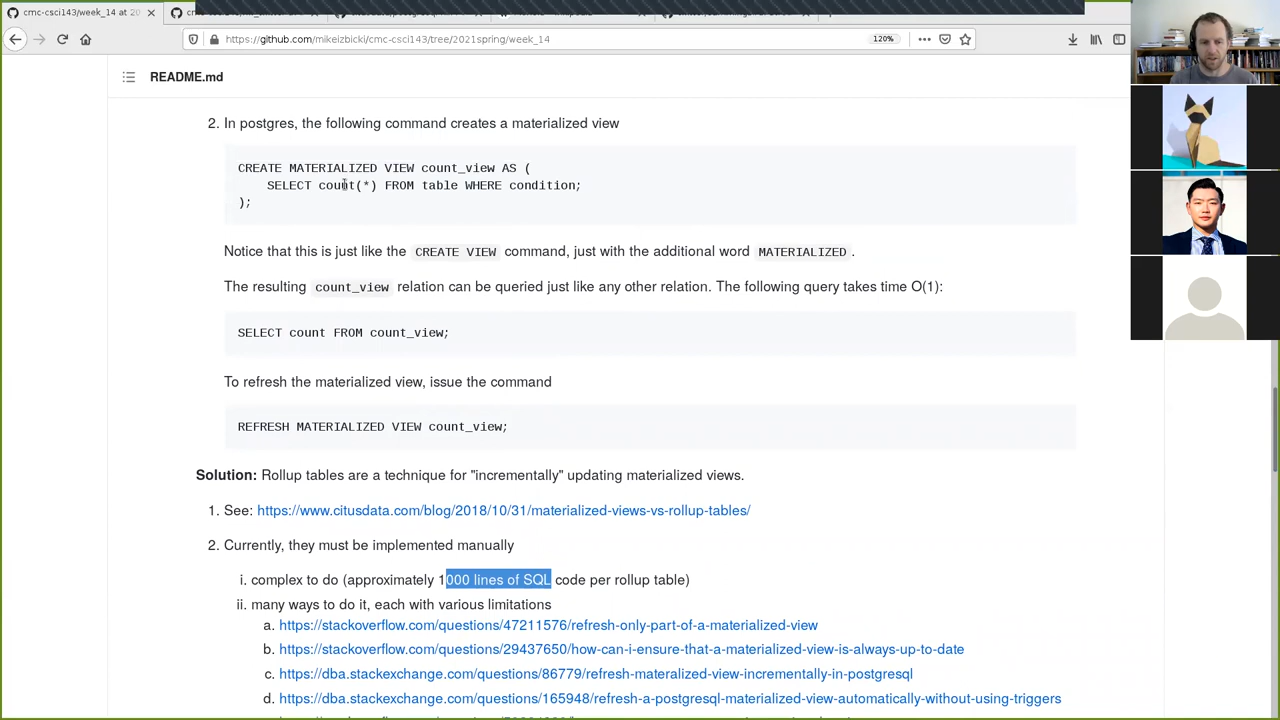 cmc-csci143/week_14 at 20
https://github.com/mikeizbicki/cmc-csci143/tree/2021spring/week_14
120%
README.md
2. In postgres, the following command creates a materialized view
CREATE MATERIALIZED VIEW count_view AS (
SELECT count(*) FROM table WHERE condition;
);
Notice that this is just like the CREATE VIEW command, just with the additional word MATERIALIZED.
The resulting count_view relation can be queried just like any other relation. The following query takes time O(1):
SELECT count FROM count_view;
To refresh the materialized view, issue the command
REFRESH MATERIALIZED VIEW count_view;
Solution: Rollup tables are a technique for "incrementally" updating materialized views.
1. See: https://www.citusdata.com/blog/2018/10/31/materialized-views-vs-rollup-tables/
2. Currently, they must be implemented manually
i. complex to do (approximately 1000 lines of SQL code per rollup table)
ii. many ways to do it, each with various limitations
a. https://stackoverflow.com/questions/47211576/refresh-only-part-of-a-materialized-view
b. https://stackoverflow.com/questions/29437650/how-can-i-ensure-that-a-materialized-view-is-always-up-to-date
c. https://dba.stackexchange.com/questions/86779/refresh-materalized-view-incrementally-in-postgresql
d. https://dba.stackexchange.com/questions/165948/refresh-a-postgresql-materialized-view-automatically-without-using-triggers